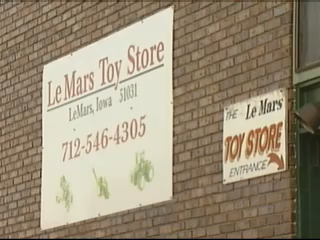 Le Mars Toy Store
LeMars, Iowa 51031
712-546-4305
THE Le Mars
TOY STORE
ENTRANCE